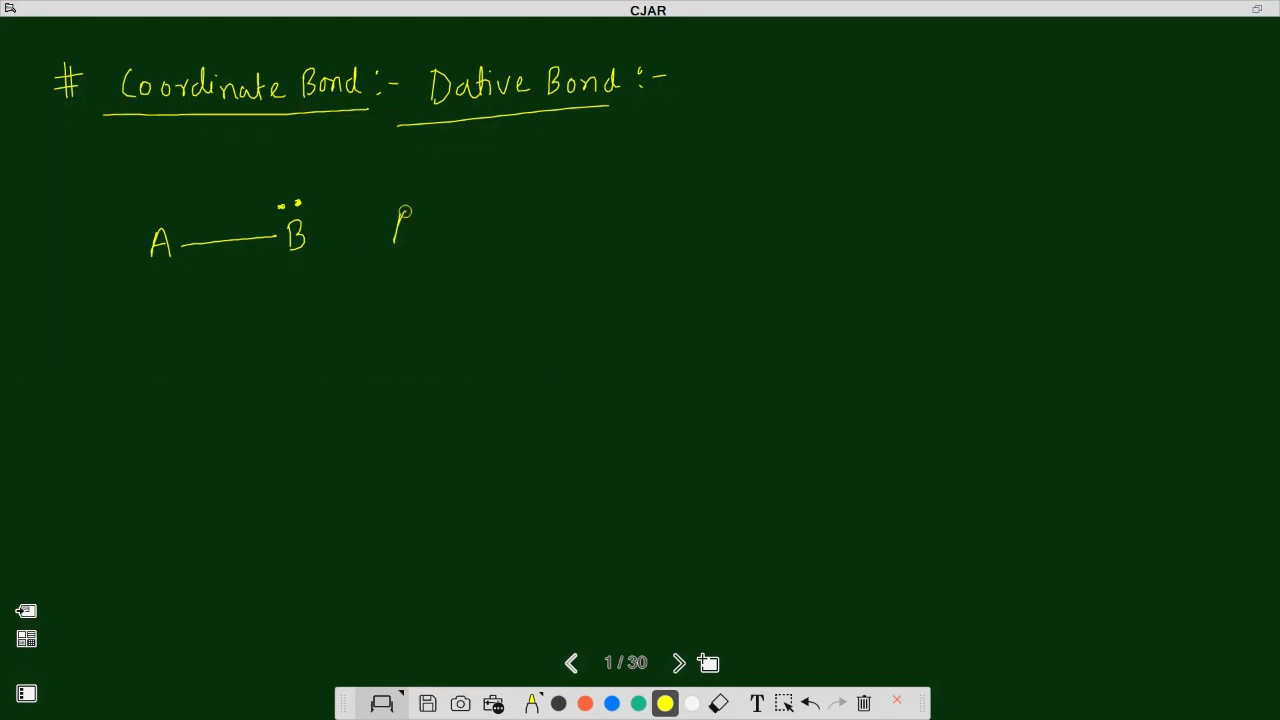 CJAR
# Coordinate Bond :- Dative Bond :-
A — B̈ P
1 / 30
T